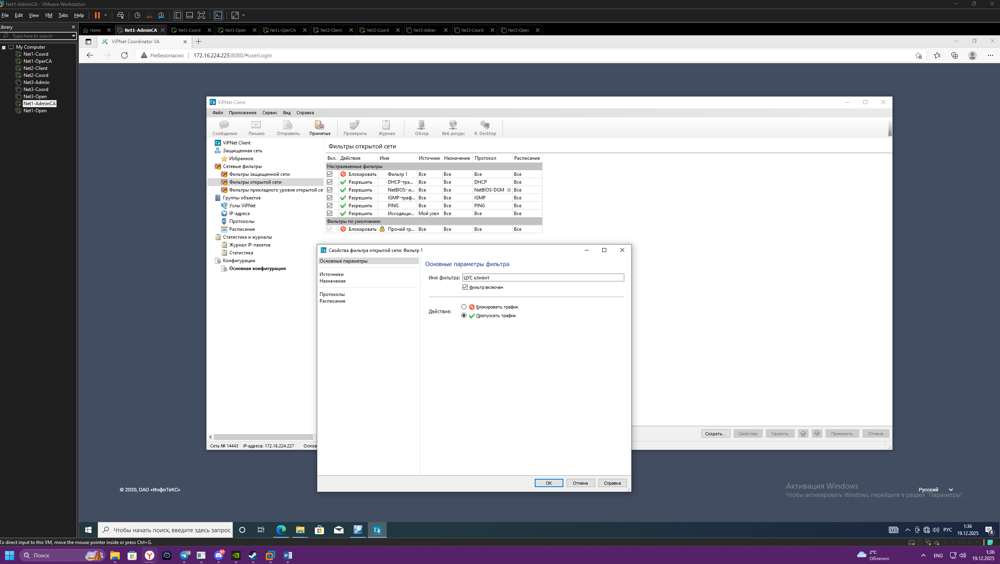 Net1-AdminCA - VMware Workstation
File Edit View VM Tabs Help
Library
Type here to search
My Computer
Net1-Coord
Net1-OperCA
Net2-Client
Net2-Coord
Net3-Admin
Net3-Coord
Net3-Open
Net1-AdminCA
Net1-Open
Home Net1-AdminCA Net1-Coord Net1-Open Net1-OperCA Net2-Client Net2-Coord Net3-Admin Net3-Coord Net3-Open
ViPNet Coordinator VA
Небезопасно 172.16.224.225:8080/#userLogin
ViPNet Client
Файл Приложения Сервис Вид Справка
Сообщение Письмо Отправить Принятые Проверить Журнал Обзор Веб-ресурс R. Desktop
ViPNet Client
Защищенная сеть
Избранное
Сетевые фильтры
Фильтры защищенной сети
Фильтры открытой сети
Фильтры прикладного уровня открытой сет
Группы объектов
Узлы ViPNet
IP-адреса
Протоколы
Расписания
Статистика и журналы
Журнал IP-пакетов
Статистика
Конфигурации
Основная конфигурация
Фильтры открытой сети
Вкл. Действие Имя Источник Назначение Протокол Расписание
Настраиваемые фильтры
Блокировать Фильтр 1 Все Все Все Все
Разрешить DHCP-тра... Все Все DHCP Все
Разрешить NetBIOS- и... Все Все NetBIOS-DGM Все
Разрешить IGMP-траф... Все Все IGMP Все
Разрешить PING Все Все PING Все
Разрешить Исходящи... Мой узел Все Все Все
Фильтры по умолчанию
Блокировать Прочий тр... Все Все Все Все
Свойства фильтра открытой сети: Фильтр 1
Основные параметры
Источники
Назначения
Протоколы
Расписания
Основные параметры фильтра
Имя фильтра: ЦУС клиент
Фильтр включен
Действие:
Блокировать трафик
Пропускать трафик
OK Отмена Справка
Создать... Свойства Удалить Применить Отмена
Сеть № 14443 IP-адреса: 172.16.224.227 Основ
© 2020, ОАО «ИнфоТеКС»
Русский
Активация Windows
Чтобы активировать Windows, перейдите в раздел "Параметры".
Чтобы начать поиск, введите здесь запрос
РУС
1:36
19.12.2025
4
To direct input to this VM, move the mouse pointer inside or press Ctrl+G.
Поиск
98
9+
2°C
Облачно
ENG
1:36
19.12.2025